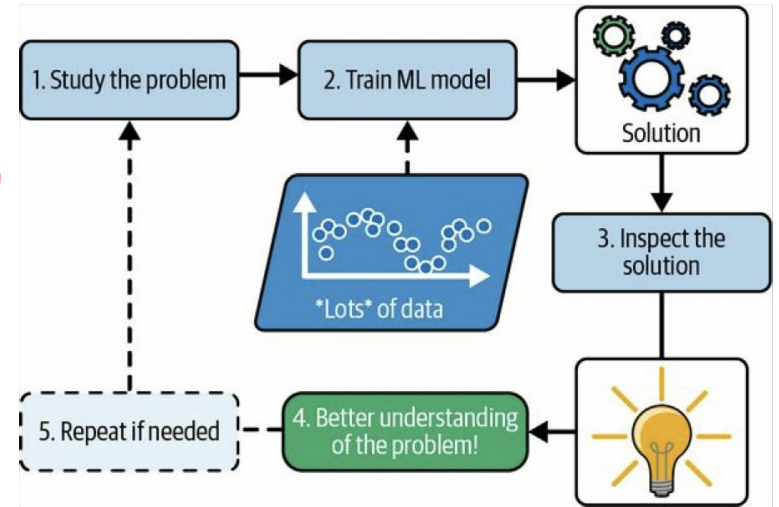 1. Study the problem
2. Train ML model
Solution
*Lots* of data
3. Inspect the
solution
4. Better understanding
of the problem!
5. Repeat if needed